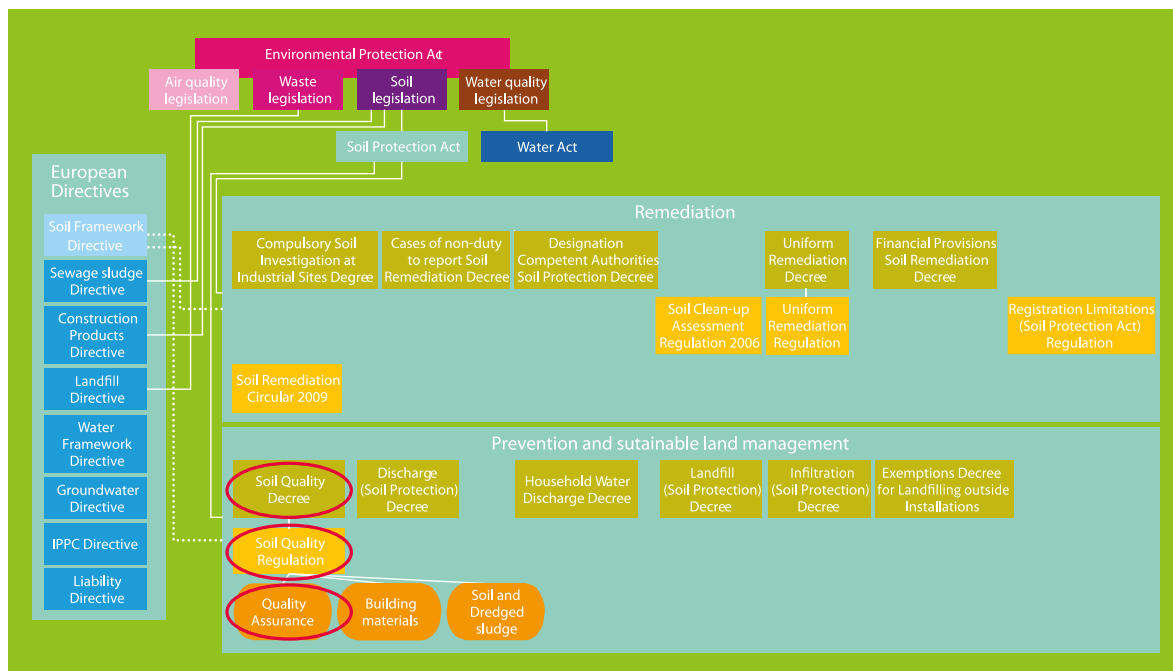 Environmental Protection Act
Air quality
legislation
Waste
legislation
Soil
legislation
Water quality
legislation
Soil Protection Act
Water Act
European
Directives
Soil Framework
Directive
Sewage sludge
Directive
Construction
Products
Directive
Landfill
Directive
Water
Framework
Directive
Groundwater
Directive
IPPC Directive
Liability
Directive
Remediation
Compulsory Soil
Investigation at
Industrial Sites Degree
Cases of non-duty
to report Soil
Remediation Decree
Designation
Competent Authorities
Soil Protection Decree
Uniform
Remediation
Decree
Financial Provisions
Soil Remediation
Decree
Soil Clean-up
Assessment
Regulation 2006
Uniform
Remediation
Regulation
Registration Limitations
(Soil Protection Act)
Regulation
Soil Remediation
Circular 2009
Prevention and sutainable land management
Soil Quality
Decree
Discharge
(Soil Protection)
Decree
Household Water
Discharge Decree
Landfill
(Soil Protection)
Decree
Infiltration
(Soil Protection)
Decree
Exemptions Decree
for Landfilling outside
Installations
Soil Quality
Regulation
Quality
Assurance
Building
materials
Soil and
Dredged
sludge